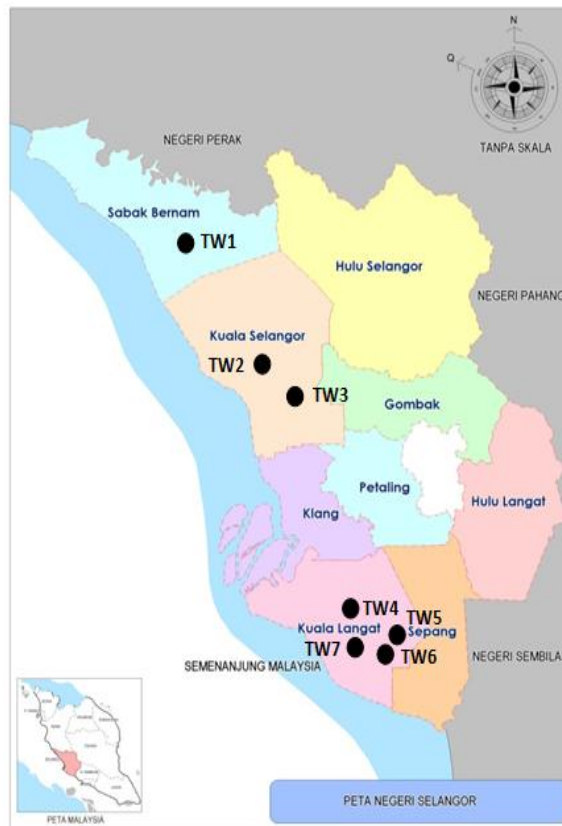 N
Q
NEGERI PERAK
TANPA SKALA
Sabak Bernam
TW1
Hulu Selangor
NEGERI PAHANG
Kuala Selangor
TW2
TW3
Gombak
Petaling
Klang
Hulu Langat
TW4
TW5
Kuala Langat
Sepang
TW7
TW6
SEMENANJUNG MALAYSIA
NEGERI SEMBILA
PETA NEGERI SELANGOR
PETA MALAYSIA